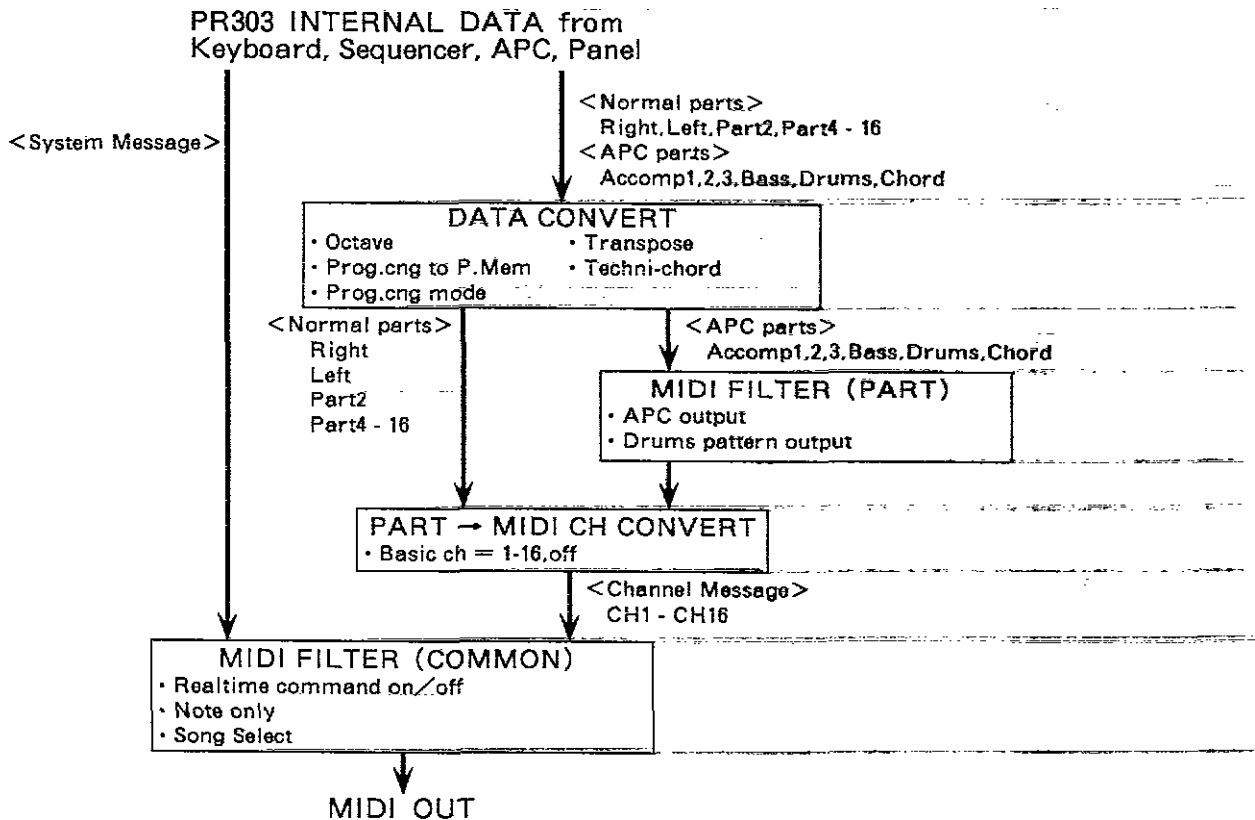 PR303 INTERNAL DATA from
Keyboard, Sequencer, APC, Panel
<Normal parts>
Right,Left,Part2,Part4 - 16
<System Message>
<APC parts>
Accomp1,2,3,Bass,Drums,Chord
DATA CONVERT
· Octave
· Transpose
· Prog.cng to P.Mem
· Techni-chord
· Prog.cng mode
<Normal parts>
Right
Left
Part2
Part4 - 16
<APC parts>
Accomp1,2,3,Bass,Drums,Chord
MIDI FILTER (PART)
· APC output
· Drums pattern output
PART → MIDI CH CONVERT
· Basic ch = 1-16,off
<Channel Message>
CH1 - CH16
MIDI FILTER (COMMON)
· Realtime command on/off
· Note only
· Song Select
MIDI OUT